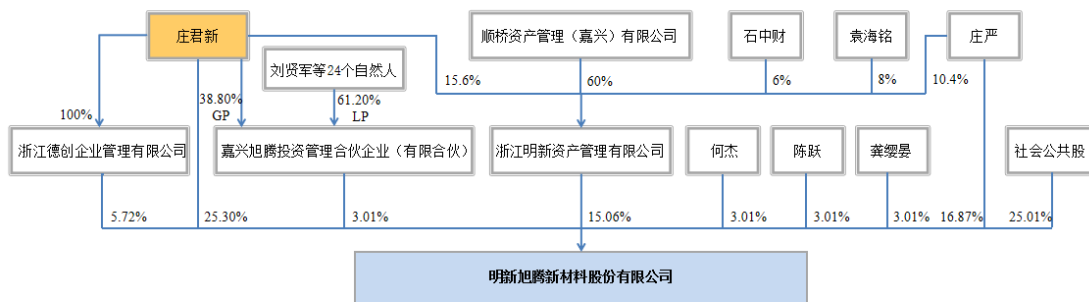 庄君新
顺桥资产管理（嘉兴）有限公司
石中财
袁海铭
庄严
刘贤军等24个自然人
15.6%
60%
6%
8%
10.4%
100%
38.80%
GP
61.20%
LP
浙江德创企业管理有限公司
嘉兴旭腾投资管理合伙企业（有限合伙）
浙江明新资产管理有限公司
何杰
陈跃
龚缨晏
社会公共股
5.72%
25.30%
3.01%
15.06%
3.01%
3.01%
3.01%
16.87%
25.01%
明新旭腾新材料股份有限公司